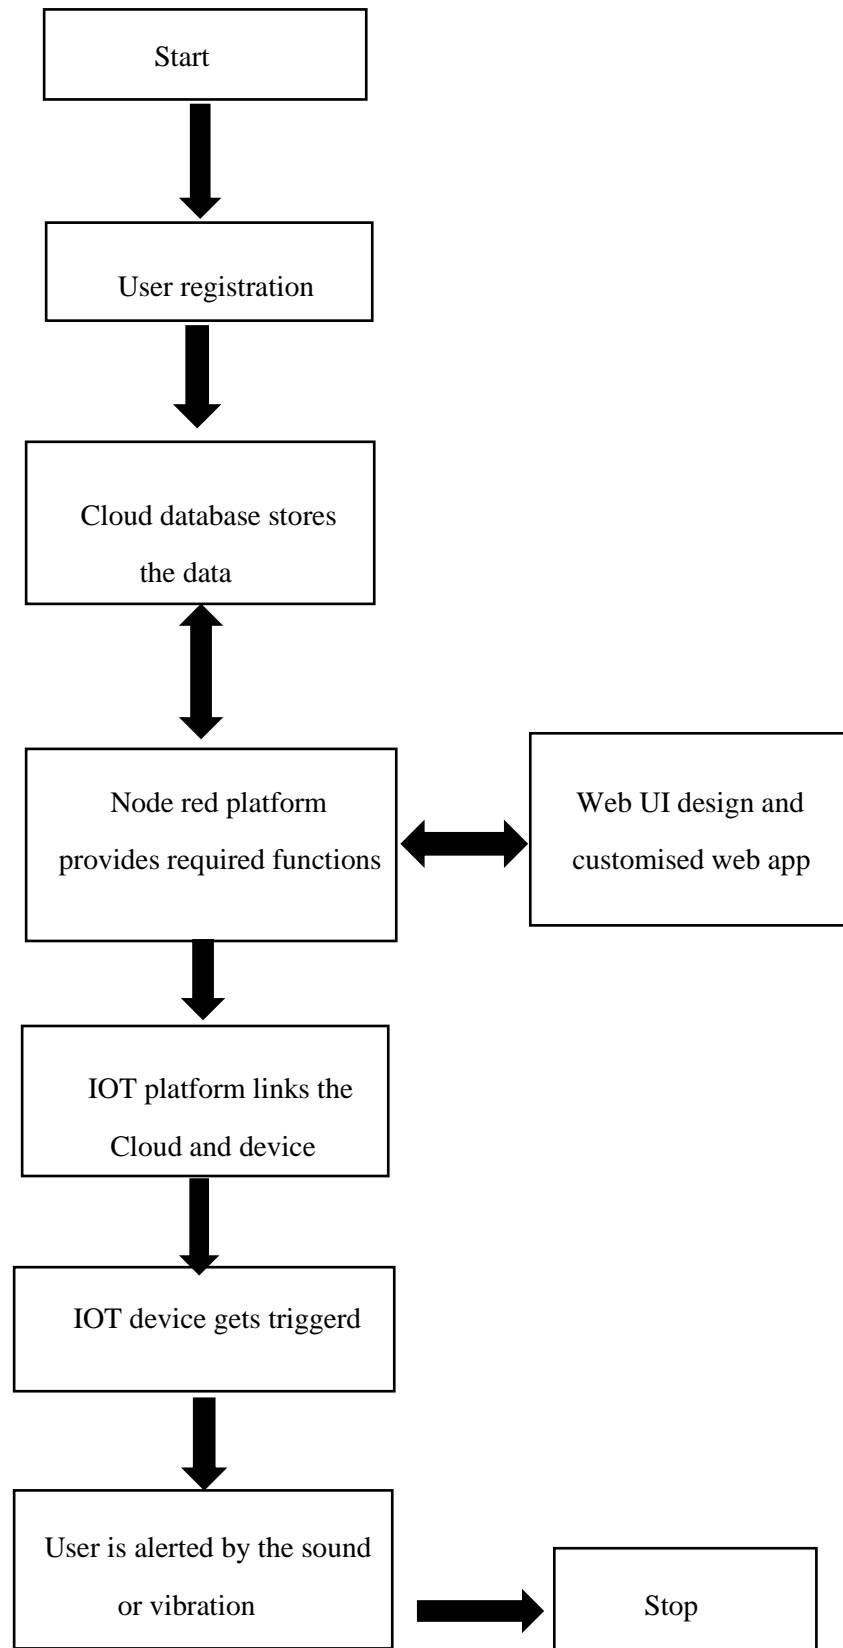 Start
User registration
Cloud database stores
the data
Node red platform
provides required functions
Web UI design and
customised web app
IOT platform links the
Cloud and device
IOT device gets triggerd
User is alerted by the sound
or vibration
Stop